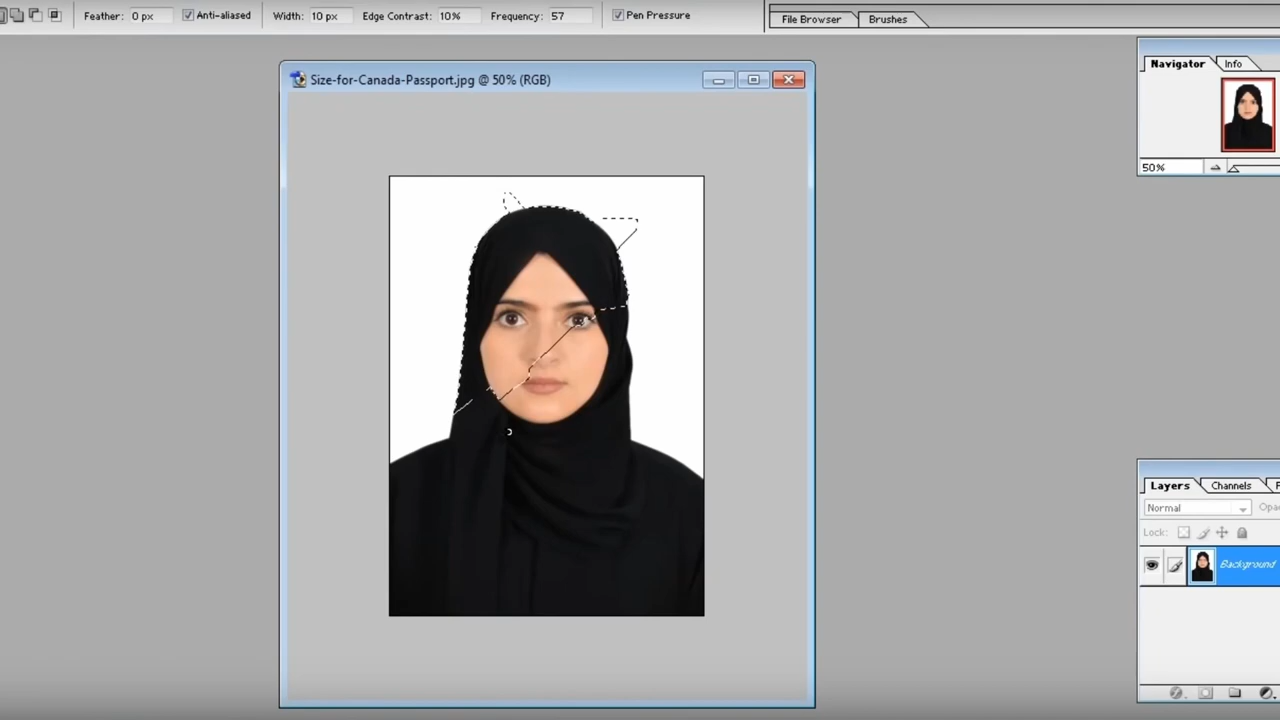 Feather: 0 px Anti-aliased Width: 10 px Edge Contrast: 10% Frequency: 57 Pen Pressure
File Browser Brushes
Size-for-Canada-Passport.jpg @ 50% (RGB)
Navigator Info
50%
Layers Channels
Normal
Lock:
Background